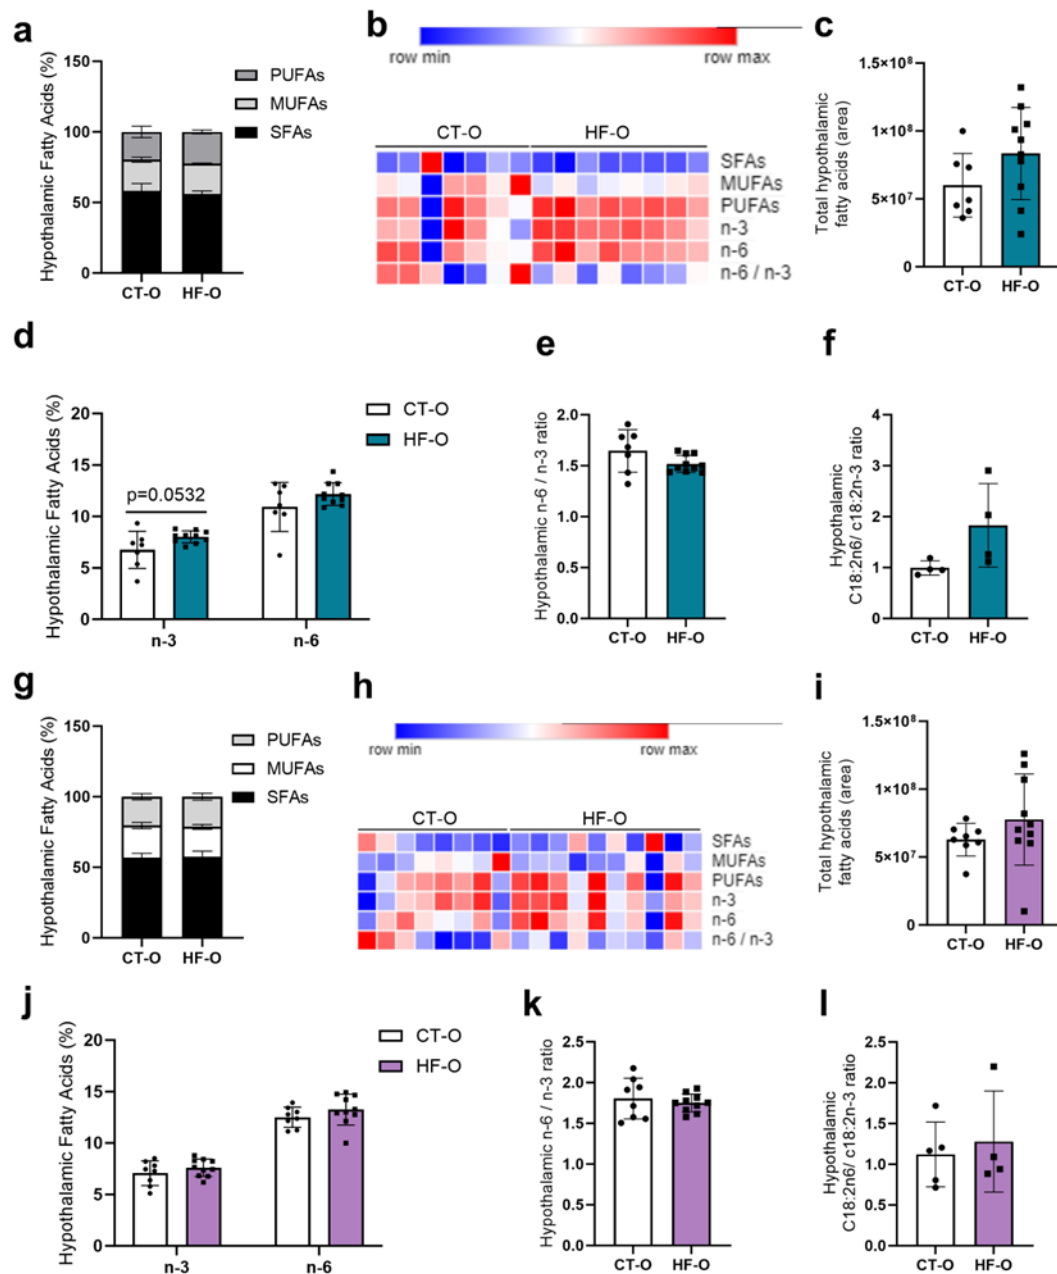 a
Hypothalamic Fatty Acids (%)
150
100
50
0
CT-O
HF-O
PUFAs
MUFAs
SFAs
b
row min
row max
CT-O
HF-O
SFAs
MUFAs
PUFAs
n-3
n-6
n-6 / n-3
c
Total hypothalamic
fatty acids (area)
1.5×10⁸
1×10⁸
5×10⁷
0
CT-O
HF-O
d
Hypothalamic Fatty Acids (%)
20
15
10
5
0
p=0.0532
n-3
n-6
CT-O
HF-O
e
Hypothalamic n-6 / n-3 ratio
2.0
1.5
1.0
0.5
0.0
CT-O
HF-O
f
Hypothalamic
C18:2n6/ c18:2n-3 ratio
4
3
2
1
0
CT-O
HF-O
g
Hypothalamic Fatty Acids (%)
150
100
50
0
CT-O
HF-O
PUFAs
MUFAs
SFAs
h
row min
row max
CT-O
HF-O
SFAs
MUFAs
PUFAs
n-3
n-6
n-6 / n-3
i
Total hypothalamic
fatty acids (area)
1.5×10⁸
1×10⁸
5×10⁷
0
CT-O
HF-O
j
Hypothalamic Fatty Acids (%)
20
15
10
5
0
n-3
n-6
CT-O
HF-O
k
Hypothalamic n-6 / n-3 ratio
2.5
2.0
1.5
1.0
0.5
0.0
CT-O
HF-O
l
Hypothalamic
C18:2n6/ c18:2n-3 ratio
2.5
2.0
1.5
1.0
0.5
0.0
CT-O
HF-O